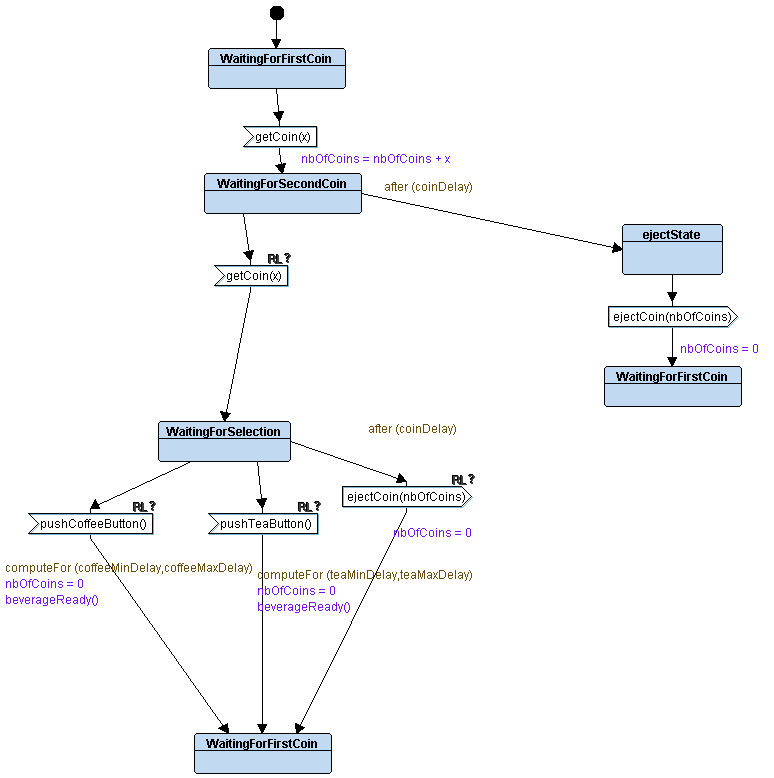 WaitingForFirstCoin
getCoin(x)
nbOfCoins = nbOfCoins + x
WaitingForSecondCoin
after (coinDelay)
ejectState
RL?
getCoin(x)
ejectCoin(nbOfCoins)
nbOfCoins = 0
WaitingForFirstCoin
WaitingForSelection
after (coinDelay)
RL?
pushCoffeeButton()
RL?
pushTeaButton()
RL?
ejectCoin(nbOfCoins)
nbOfCoins = 0
computeFor (coffeeMinDelay,coffeeMaxDelay)
nbOfCoins = 0
beverageReady()
computeFor (teaMinDelay,teaMaxDelay)
nbOfCoins = 0
beverageReady()
WaitingForFirstCoin